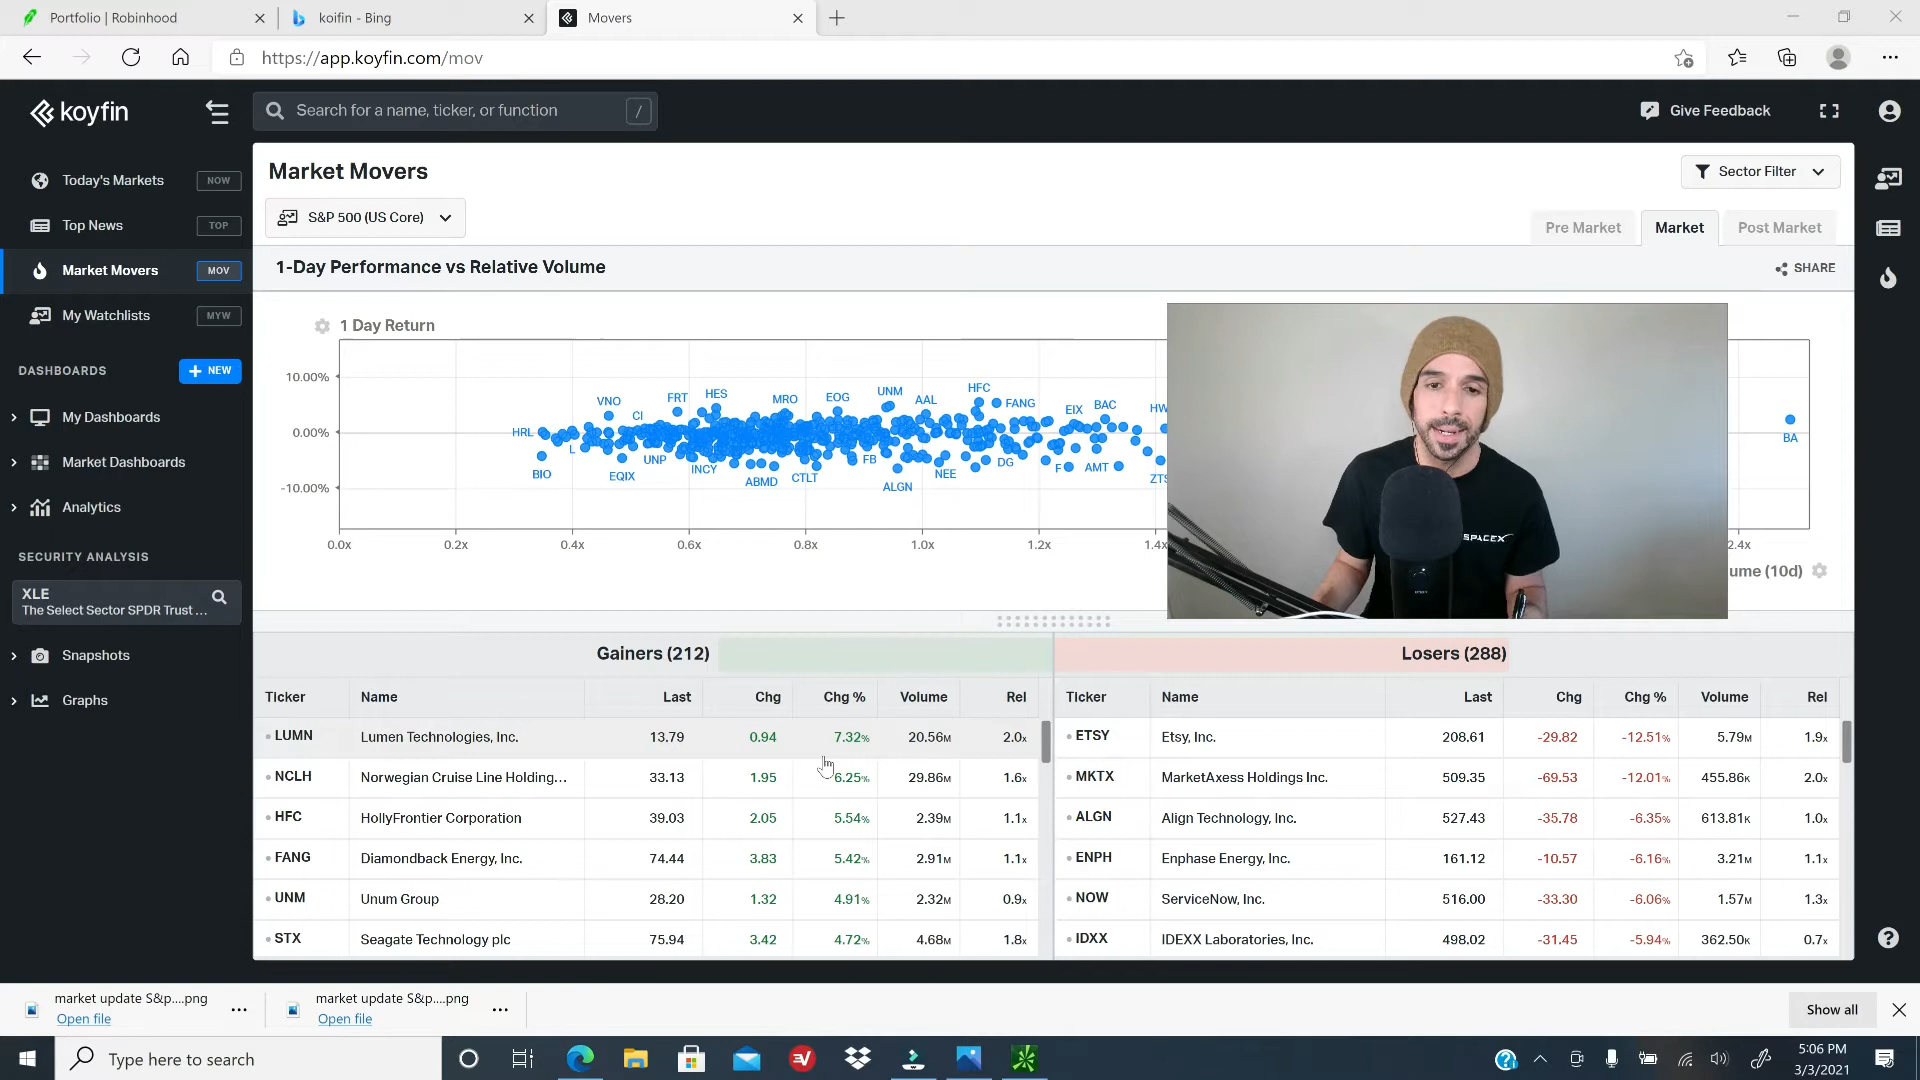 Portfolio | Robinhood
koifin - Bing
Movers
https://app.koyfin.com/mov
koyfin
Search for a name, ticker, or function
/
Give Feedback
Today's Markets NOW
Top News TOP
Market Movers MOV
My Watchlists MYW
DASHBOARDS + NEW
My Dashboards
Market Dashboards
Analytics
SECURITY ANALYSIS
XLE
The Select Sector SPDR Trust ...
Snapshots
Graphs
Market Movers
Sector Filter
S&P 500 (US Core)
Pre Market Market Post Market
1-Day Performance vs Relative Volume
SHARE
1 Day Return
10.00%
0.00%
-10.00%
HRL
BIO
VNO
CI
L
EQIX
FRT
HES
UNP
INCY
MRO
ABMD
CTLT
EOG
UNM
AAL
FB
ALGN
HFC
FANG
NEE
DG
EIX
BAC
F
AMT
HW
ZTS
BA
0.0x 0.2x 0.4x 0.6x 0.8x 1.0x 1.2x 1.4x 2.4x
ume (10d)
SPACEX
Gainers (212)
Ticker Name Last Chg Chg % Volume Rel
LUMN Lumen Technologies, Inc. 13.79 0.94 7.32% 20.56M 2.0x
NCLH Norwegian Cruise Line Holding... 33.13 1.95 6.25% 29.86M 1.6x
HFC HollyFrontier Corporation 39.03 2.05 5.54% 2.39M 1.1x
FANG Diamondback Energy, Inc. 74.44 3.83 5.42% 2.91M 1.1x
UNM Unum Group 28.20 1.32 4.91% 2.32M 0.9x
STX Seagate Technology plc 75.94 3.42 4.72% 4.68M 1.8x
Losers (288)
Ticker Name Last Chg Chg % Volume Rel
ETSY Etsy, Inc. 208.61 -29.82 -12.51% 5.79M 1.9x
MKTX MarketAxess Holdings Inc. 509.35 -69.53 -12.01% 455.86K 2.0x
ALGN Align Technology, Inc. 527.43 -35.78 -6.35% 613.81K 1.0x
ENPH Enphase Energy, Inc. 161.12 -10.57 -6.16% 3.21M 1.1x
NOW ServiceNow, Inc. 516.00 -33.30 -6.06% 1.57M 1.3x
IDXX IDEXX Laboratories, Inc. 498.02 -31.45 -5.94% 362.50K 0.7x
market update S&p....png
Open file
market update S&p....png
Open file
Show all
Type here to search
5:06 PM
3/3/2021